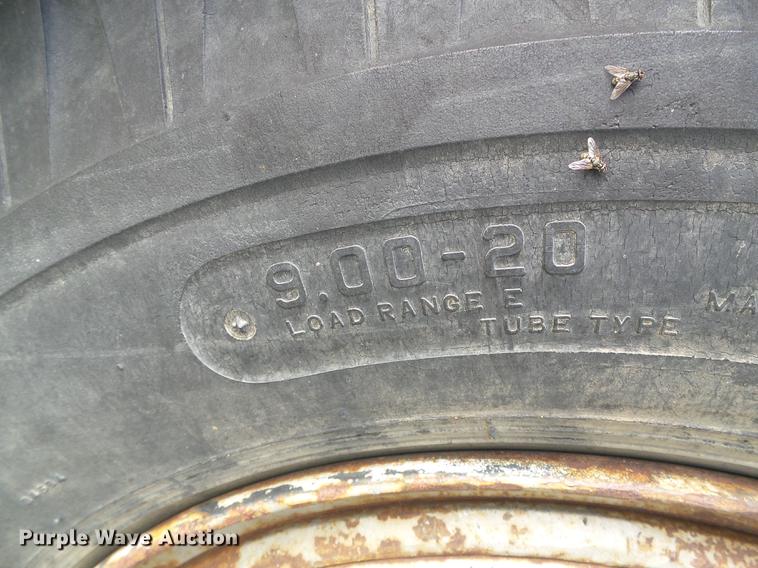 9.00-20
LOAD RANGE E
TUBE TYPE
Purple Wave Auction